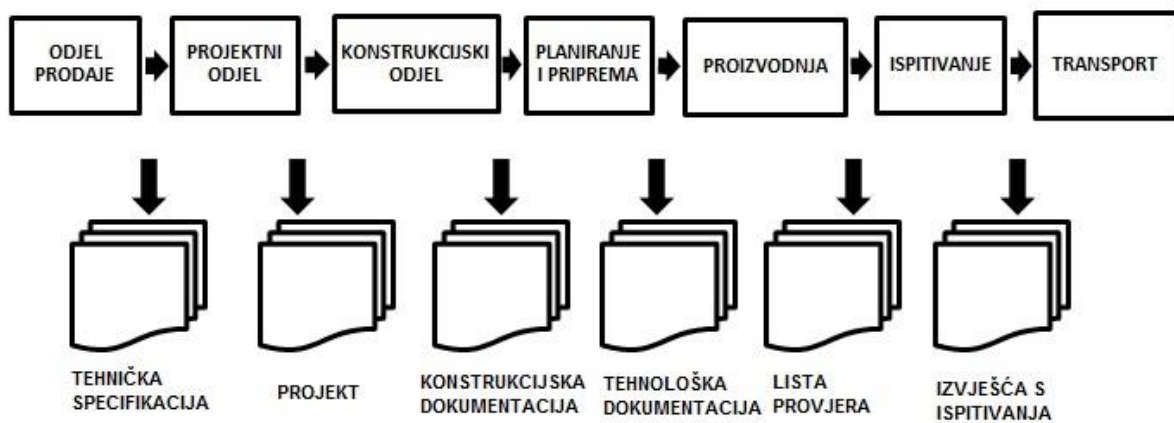 ODJEL
PRODAJE
PROJEKTNI
ODJEL
KONSTRUKCIJSKI
ODJEL
PLANIRANJE
I PRIPREMA
PROIZVODNJA
ISPITIVANJE
TRANSPORT
TEHNIČKA
SPECIFIKACIJA
PROJEKT
KONSTRUKCIJSKA
DOKUMENTACIJA
TEHNOLOŠKA
DOKUMENTACIJA
LISTA
PROVJERA
IZVJEŠĆA S
ISPITIVANJA